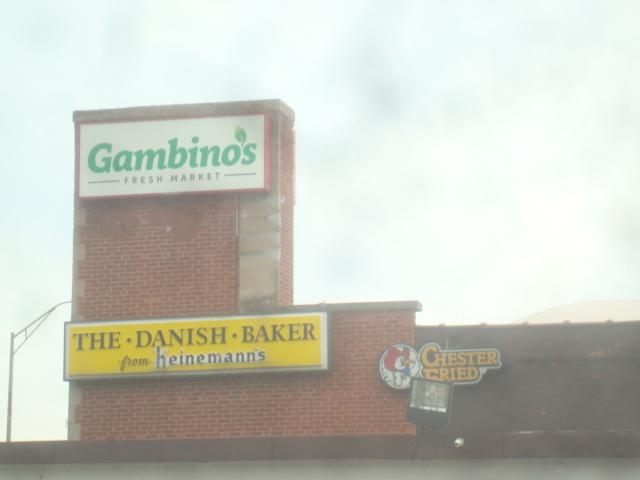 Gambino's
FRESH MARKET
THE · DANISH · BAKER
from heinemann's
CHESTER
FRIED